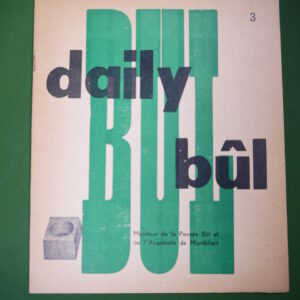 3
BUL
daily
bûl
Moniteur de la Pensée Bûl et
de l'Académie de Montbliart